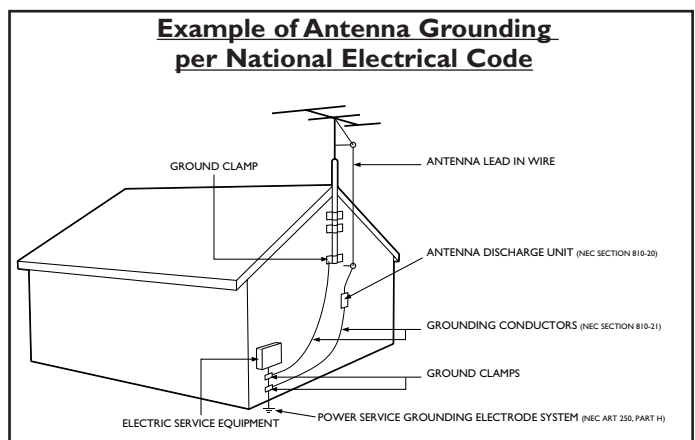 Example of Antenna Grounding
per National Electrical Code
GROUND CLAMP
ANTENNA LEAD IN WIRE
ANTENNA DISCHARGE UNIT (NEC SECTION 810-20)
GROUNDING CONDUCTORS (NEC SECTION 810-21)
GROUND CLAMPS
POWER SERVICE GROUNDING ELECTRODE SYSTEM (NEC ART 250, PART H)
ELECTRIC SERVICE EQUIPMENT